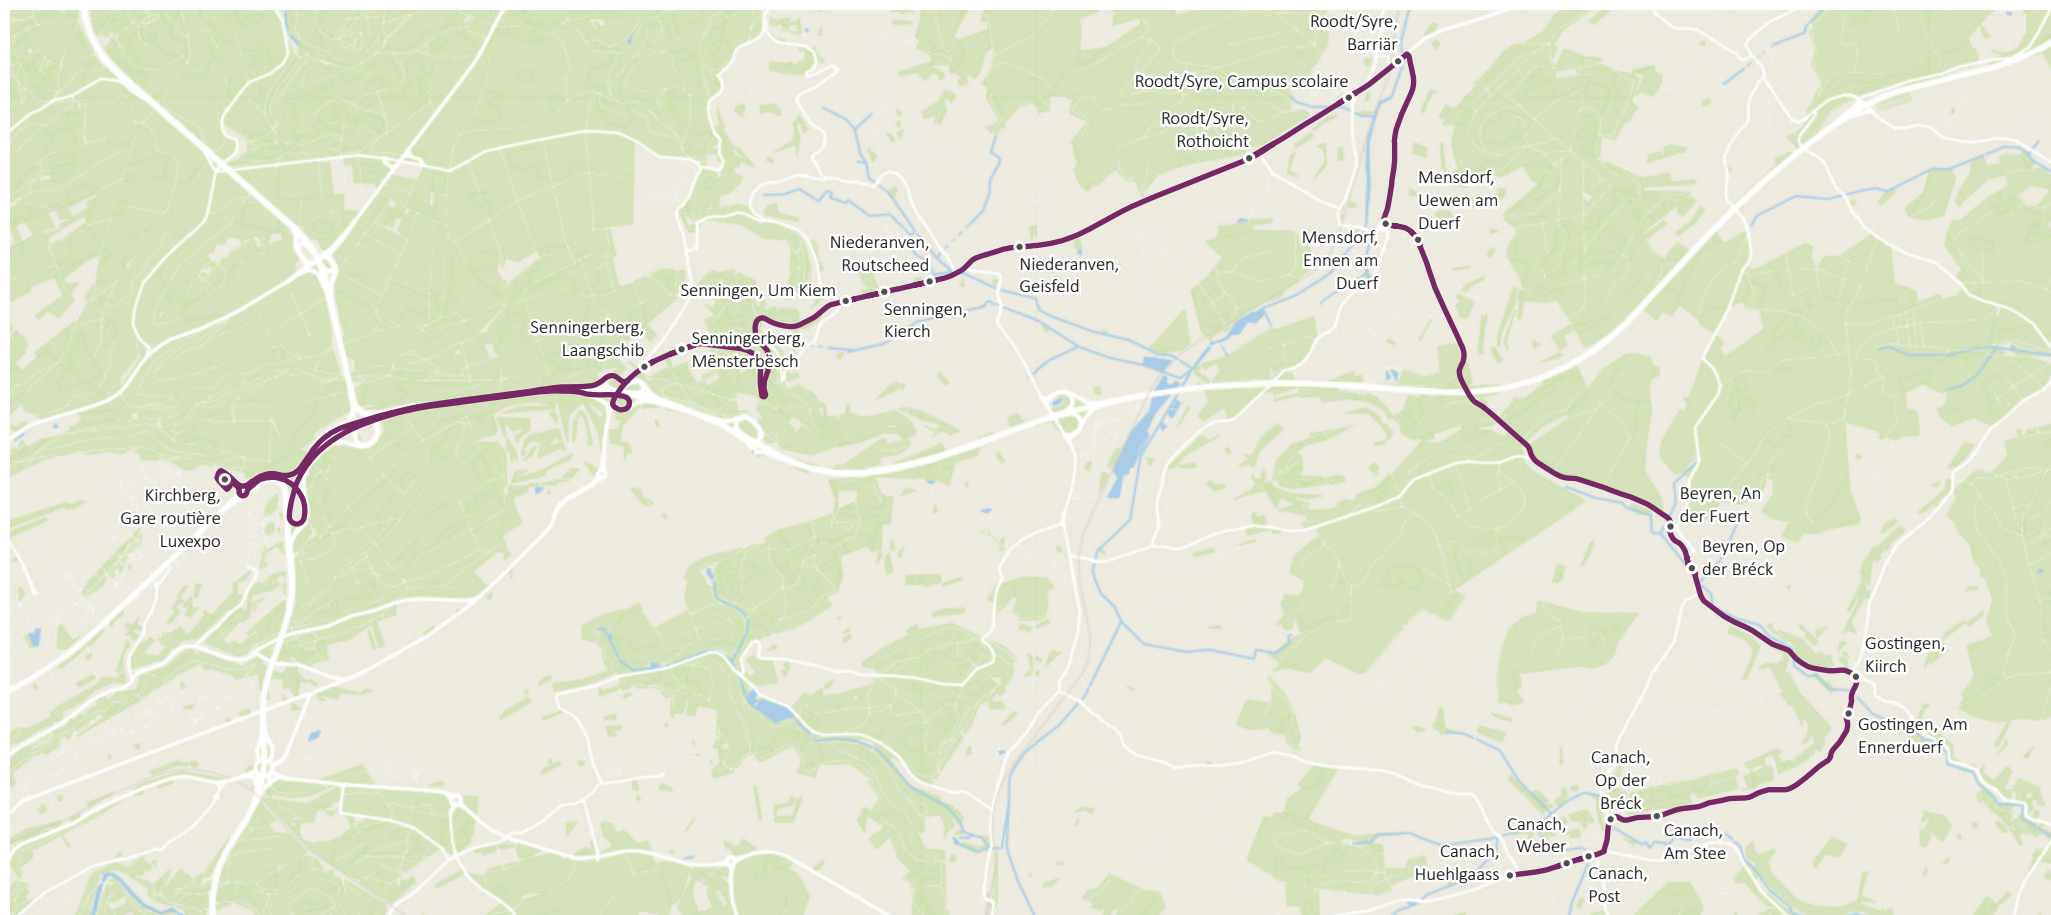 Roodt/Syre,
Barriär
Roodt/Syre, Campus scolaire
Roodt/Syre,
Rothoicht
Mensdorf,
Uewen am
Duerf
Mensdorf,
Ennen am
Duerf
Niederanven,
Routscheed
Niederanven,
Geisfeld
Senningen, Um Kiem
Senningen,
Kierch
Senningerberg,
Laangschib
Senningerberg,
Mënsterbësch
Kirchberg,
Gare routière
Luxexpo
Beyren, An
der Fuert
Beyren, Op
der Bréck
Gostingen,
Kiirch
Gostingen, Am
Ennerduerf
Canach,
Op der
Bréck
Canach,
Am Stee
Canach,
Weber
Canach,
Huehlgaass
Canach,
Post